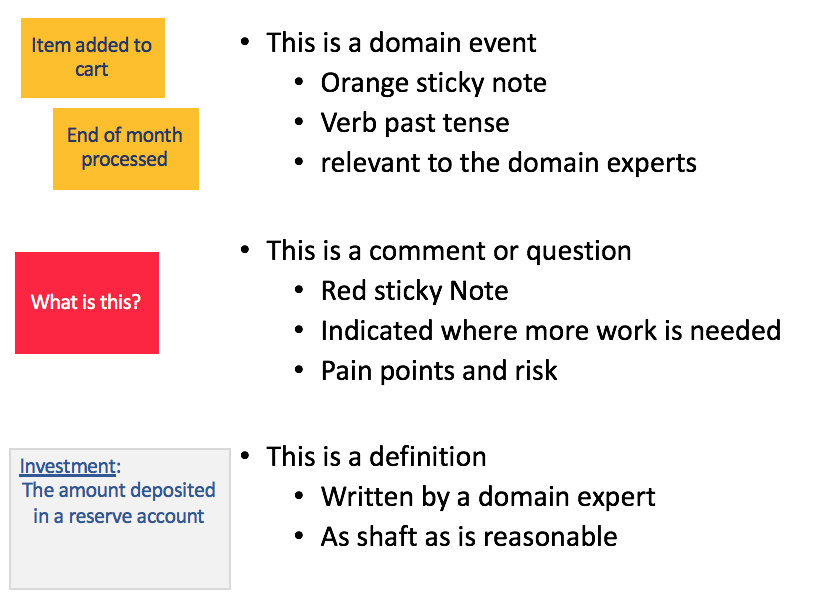 Item added to
cart
This is a domain event
Orange sticky note
End of month
processed
Verb past tense
relevant to the domain experts
What is this?
This is a comment or question
Red sticky Note
Indicated where more work is needed
Pain points and risk
Investment:
The amount deposited
in a reserve account
This is a definition
Written by a domain expert
As shaft as is reasonable